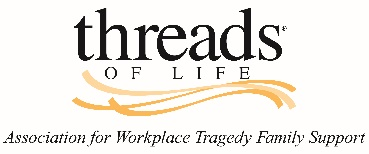 threads®
OF LIFE
Association for Workplace Tragedy Family Support